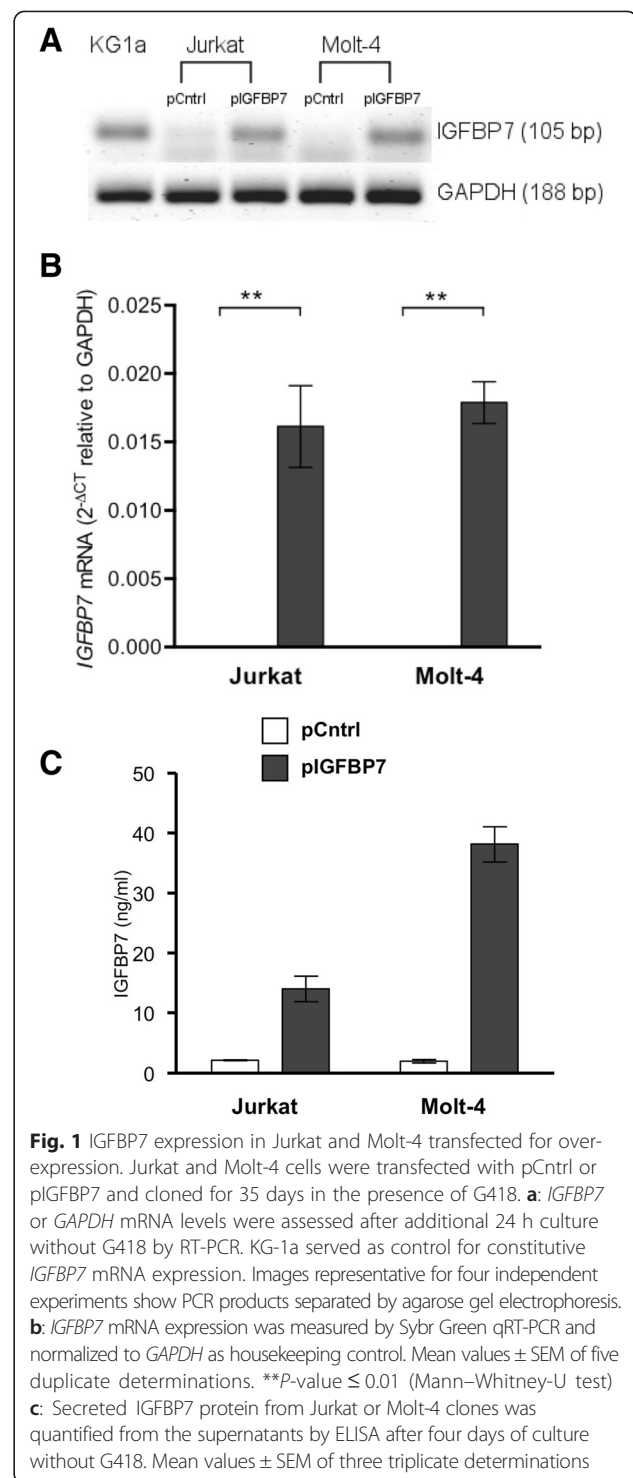 A
KG1a Jurkat Molt-4
pCntrl pIGFBP7 pCntrl pIGFBP7
IGFBP7 (105 bp)
GAPDH (188 bp)
B
IGFBP7 mRNA (2-ΔCT relative to GAPDH)
0.025
0.020
0.015
0.010
0.005
0.000
** **
Jurkat Molt-4
pCntrl
pIGFBP7
C
IGFBP7 (ng/ml)
50
40
30
20
10
0
Jurkat Molt-4
Fig. 1 IGFBP7 expression in Jurkat and Molt-4 transfected for over-
expression. Jurkat and Molt-4 cells were transfected with pCntrl or
pIGFBP7 and cloned for 35 days in the presence of G418. a: IGFBP7
or GAPDH mRNA levels were assessed after additional 24 h culture
without G418 by RT-PCR. KG-1a served as control for constitutive
IGFBP7 mRNA expression. Images representative for four independent
experiments show PCR products separated by agarose gel electrophoresis.
b: IGFBP7 mRNA expression was measured by Sybr Green qRT-PCR and
normalized to GAPDH as housekeeping control. Mean values ± SEM of five
duplicate determinations. **P-value ≤ 0.01 (Mann–Whitney-U test)
c: Secreted IGFBP7 protein from Jurkat or Molt-4 clones was
quantified from the supernatants by ELISA after four days of culture
without G418. Mean values ± SEM of three triplicate determinations